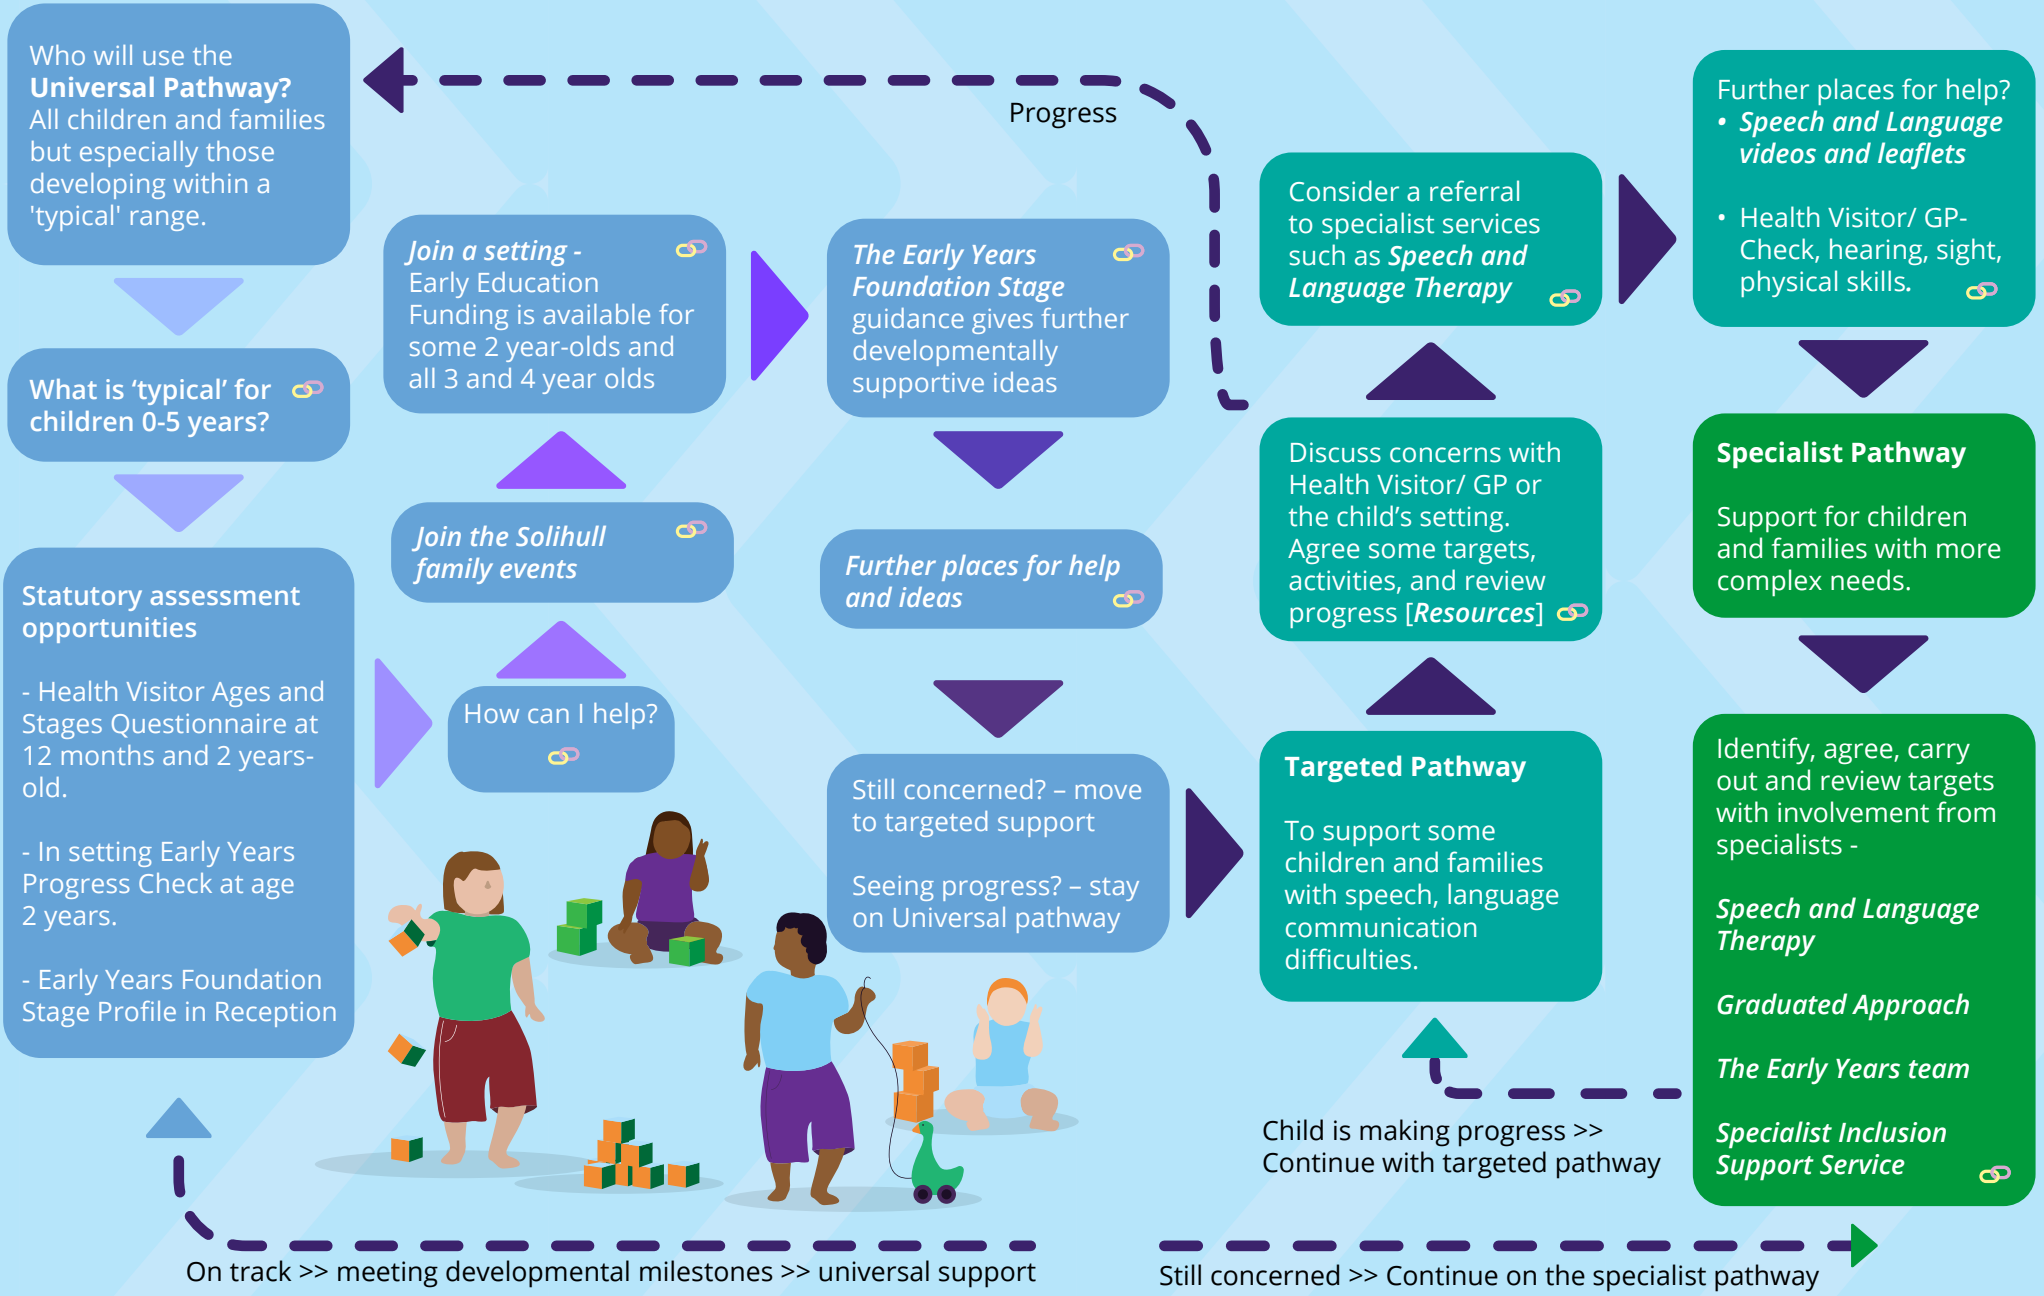 Who will use the
Universal Pathway?
All children and families
but especially those
developing within a
'typical' range.
What is ‘typical’ for
children 0-5 years?
Statutory assessment
opportunities
- Health Visitor Ages and
Stages Questionnaire at
12 months and 2 years-
old.
- In setting Early Years
Progress Check at age
2 years.
- Early Years Foundation
Stage Profile in Reception
How can I help?
Join the Solihull
family events
Join a setting -
Early Education
Funding is available for
some 2 year-olds and
all 3 and 4 year olds
The Early Years
Foundation Stage
guidance gives further
developmentally
supportive ideas
Further places for help
and ideas
Still concerned? – move
to targeted support
Seeing progress? – stay
on Universal pathway
Targeted Pathway
To support some
children and families
with speech, language
communication
difficulties.
Discuss concerns with
Health Visitor/ GP or
the child’s setting.
Agree some targets,
activities, and review
progress [Resources]
Progress
Consider a referral
to specialist services
such as Speech and
Language Therapy
Further places for help?
• Speech and Language
videos and leaflets
• Health Visitor/ GP-
Check, hearing, sight,
physical skills.
Specialist Pathway
Support for children
and families with more
complex needs.
Identify, agree, carry
out and review targets
with involvement from
specialists -
Speech and Language
Therapy
Graduated Approach
The Early Years team
Specialist Inclusion
Support Service
Child is making progress >>
Continue with targeted pathway
On track >> meeting developmental milestones >> universal support
Still concerned >> Continue on the specialist pathway